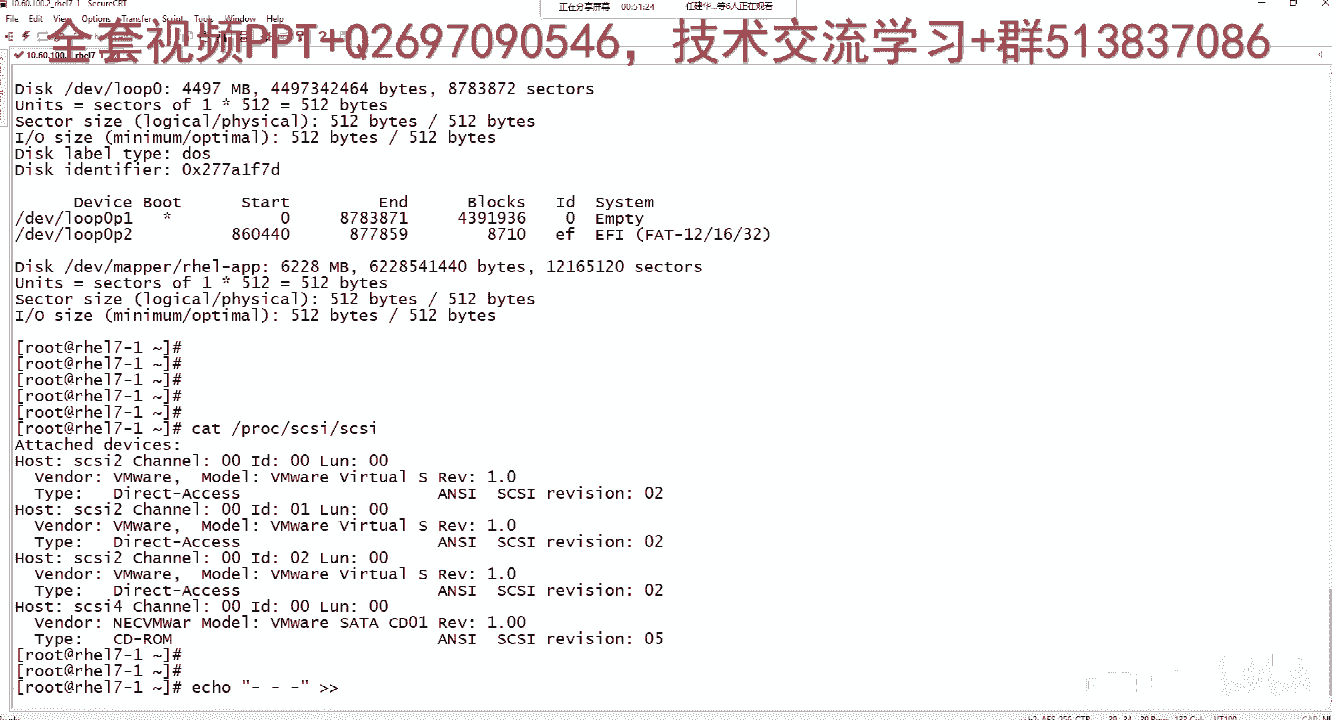 10.60.100.2_rhel7_1 - SecureCRT
正在分享屏幕 00:51:24 任建华...等6人正在观看
File Edit View Options Transfer Script Tools Window Help
全套视频PPT+Q2697090546，技术交流学习+群513837086
Disk /dev/loop0: 4497 MB, 4497342464 bytes, 8783872 sectors
Units = sectors of 1 * 512 = 512 bytes
Sector size (logical/physical): 512 bytes / 512 bytes
I/O size (minimum/optimal): 512 bytes / 512 bytes
Disk label type: dos
Disk identifier: 0x277a1f7d
Device Boot Start End Blocks Id System
/dev/loop0p1 * 0 8783871 4391936 0 Empty
/dev/loop0p2 860440 877859 8710 ef EFI (FAT-12/16/32)
Disk /dev/mapper/rhel-app: 6228 MB, 6228541440 bytes, 12165120 sectors
Units = sectors of 1 * 512 = 512 bytes
Sector size (logical/physical): 512 bytes / 512 bytes
I/O size (minimum/optimal): 512 bytes / 512 bytes
[root@rhel7-1 ~]#
[root@rhel7-1 ~]#
[root@rhel7-1 ~]#
[root@rhel7-1 ~]#
[root@rhel7-1 ~]#
[root@rhel7-1 ~]# cat /proc/scsi/scsi
Attached devices:
Host: scsi2 Channel: 00 Id: 00 Lun: 00
Vendor: VMware, Model: VMware Virtual S Rev: 1.0
Type: Direct-Access ANSI SCSI revision: 02
Host: scsi2 Channel: 00 Id: 01 Lun: 00
Vendor: VMware, Model: VMware Virtual S Rev: 1.0
Type: Direct-Access ANSI SCSI revision: 02
Host: scsi2 Channel: 00 Id: 02 Lun: 00
Vendor: VMware, Model: VMware Virtual S Rev: 1.0
Type: Direct-Access ANSI SCSI revision: 02
Host: scsi4 Channel: 00 Id: 00 Lun: 00
Vendor: NECVMWar Model: VMware SATA CD01 Rev: 1.00
Type: CD-ROM ANSI SCSI revision: 05
[root@rhel7-1 ~]#
[root@rhel7-1 ~]#
[root@rhel7-1 ~]# echo "- - -" >>